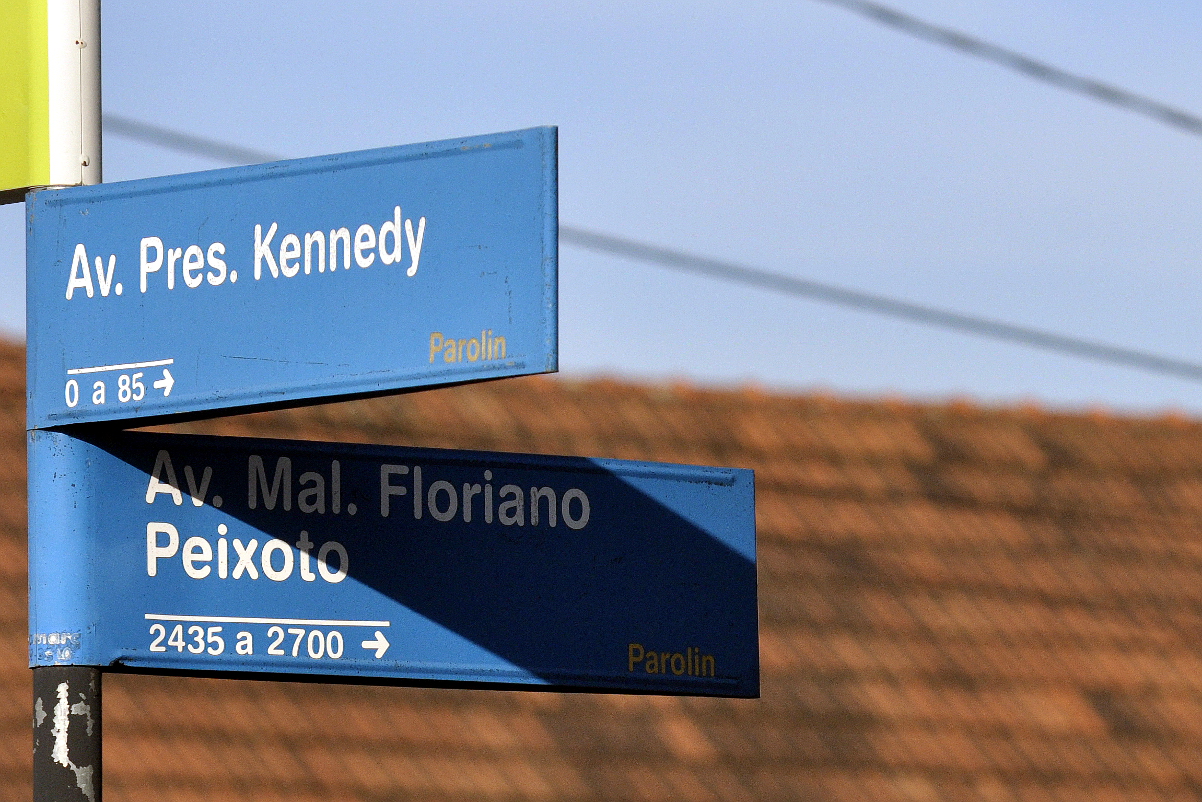 Av. Pres. Kennedy
Parolin
0 a 85 →
Av. Mal. Floriano
Peixoto
2435 a 2700 →
Parolin